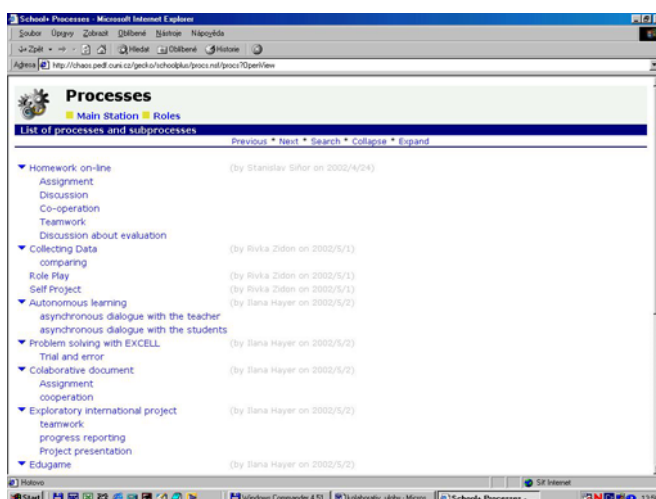 School+ Processes - Microsoft Internet Explorer
Soubor Úpravy Zobrazit Oblíbené Nástroje Nápověda
Zpět Hledat Oblíbené Historie
Adresa http://chaos.pedf.cuni.cz/gecko/schoolplus/procs.nsf/procs?OpenView
Processes
Main Station Roles
List of processes and subprocesses
Previous * Next * Search * Collapse * Expand
Homework on-line (by Stanislav Siňor on 2002/4/24)
Assignment
Discussion
Co-operation
Teamwork
Discussion about evaluation
Collecting Data (by Rivka Zidon on 2002/5/1)
comparing
Role Play (by Rivka Zidon on 2002/5/1)
Self Project (by Rivka Zidon on 2002/5/1)
Autonomous learning (by Ilana Hayer on 2002/5/2)
asynchronous dialogue with the teacher
asynchronous dialogue with the students
Problem solving with EXCELL (by Ilana Hayer on 2002/5/2)
Trial and error
Colaborative document (by Ilana Hayer on 2002/5/2)
Assignment
cooperation
Exploratory international project (by Ilana Hayer on 2002/5/2)
teamwork
progress reporting
Project presentation
Edugame (by Ilana Hayer on 2002/5/2)
Hotovo Síť Internet
Start Windows Commander 4.51 School+ Processes -